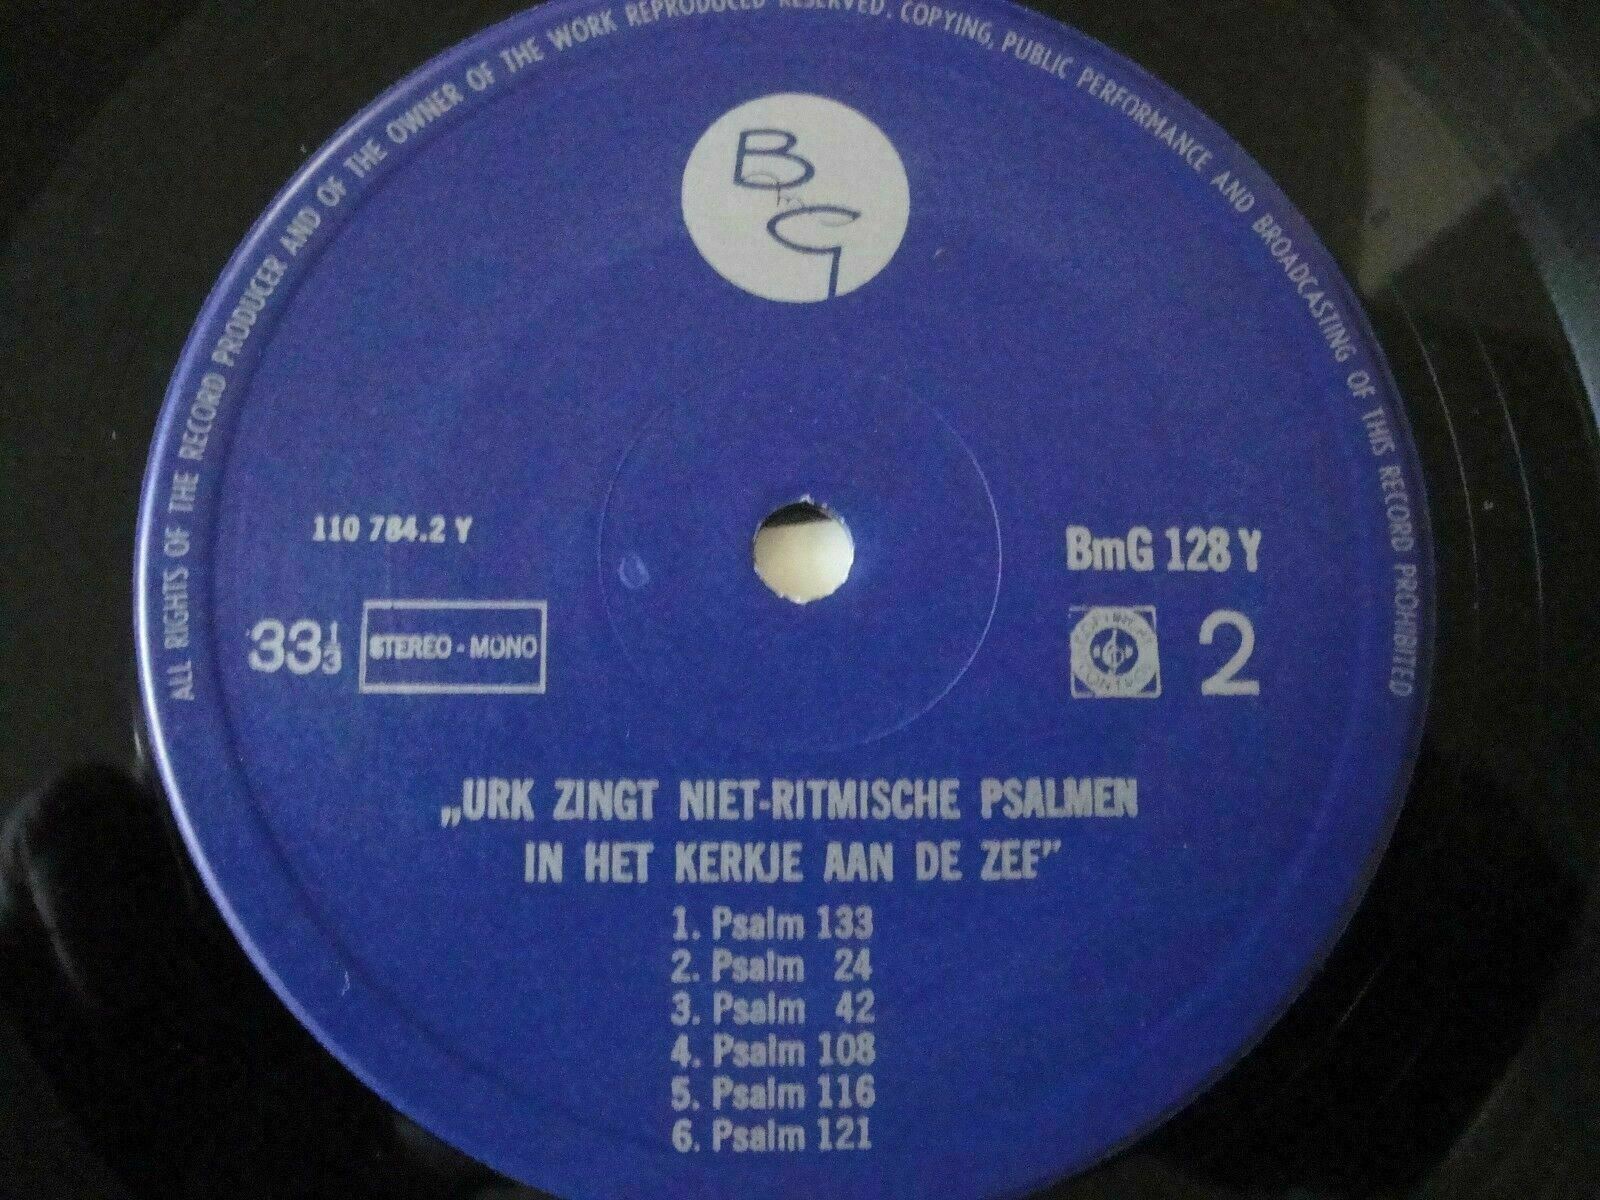 ALL RIGHTS OF THE RECORD PRODUCER AND OF THE OWNER OF THE WORK REPRODUCED RESERVED. COPYING, PUBLIC PERFORMANCE AND BROADCASTING OF THIS RECORD PROHIBITED
BmG
110 784.2 Y
BmG 128 Y
33 1/3
STEREO - MONO
2
„URK ZINGT NIET-RITMISCHE PSALMEN
IN HET KERKJE AAN DE ZEE”
1. Psalm 133
2. Psalm 24
3. Psalm 42
4. Psalm 108
5. Psalm 116
6. Psalm 121